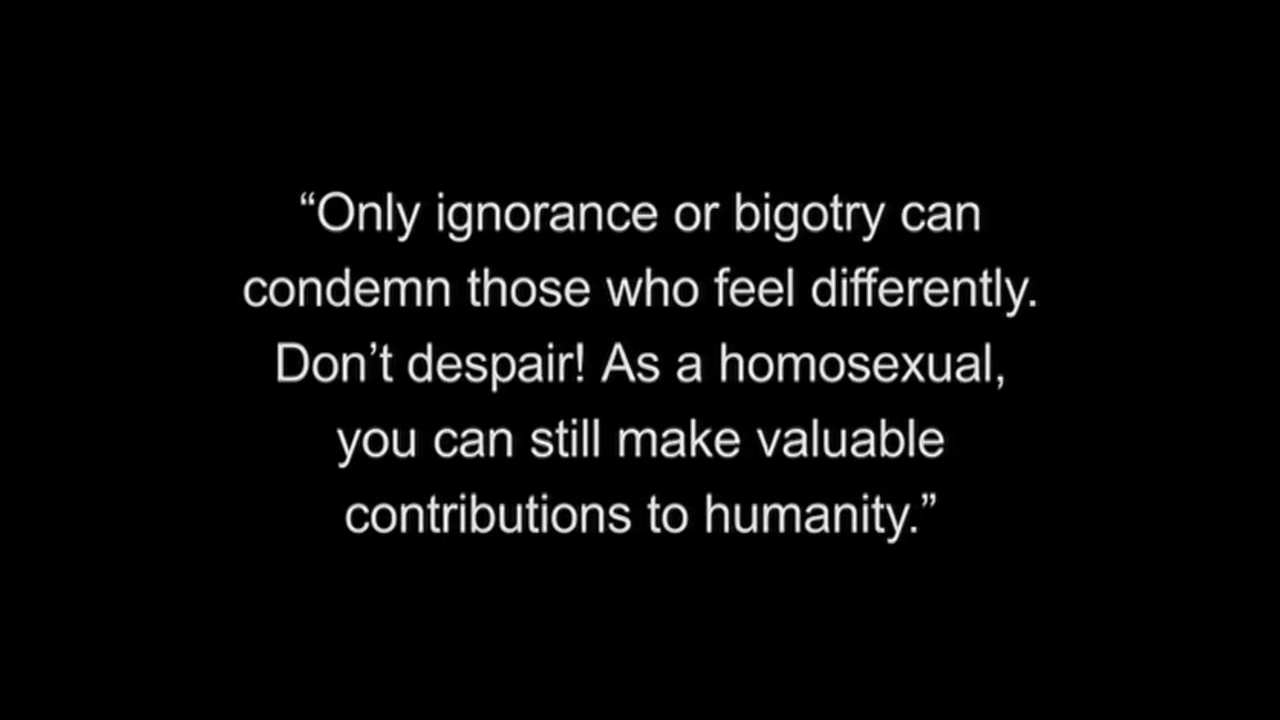 “Only ignorance or bigotry can
condemn those who feel differently.
Don’t despair! As a homosexual,
you can still make valuable
contributions to humanity.”